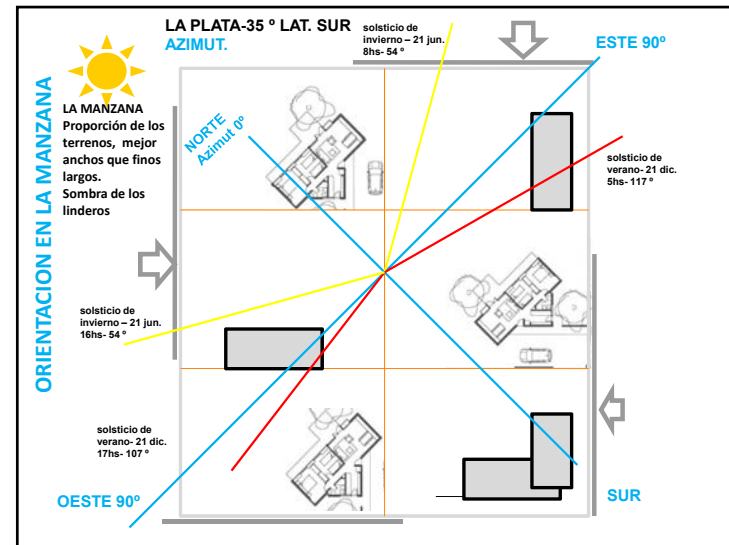 LA PLATA-35 º LAT. SUR
AZIMUT.
ORIENTACION EN LA MANZANA
LA MANZANA
Proporción de los
terrenos, mejor
anchos que finos
largos.
Sombra de los
linderos
solsticio de
invierno – 21 jun.
8hs- 54 º
ESTE 90º
NORTE
Azimut 0º
solsticio de
verano- 21 dic.
5hs- 117 º
solsticio de
invierno – 21 jun.
16hs- 54 º
solsticio de
verano- 21 dic.
17hs- 107 º
OESTE 90º
SUR